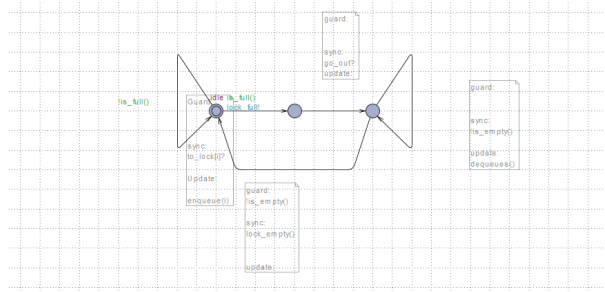 guard:
sync:
go_out?
update:
!is_full()
idle is_full()
lock_full!
Guard:
sync:
to_lock[i]?
Update:
enqueue(i)
guard:
sync:
!is_empty()
update:
dequeues()
guard:
!is_empty()
sync:
lock_empty()
update: